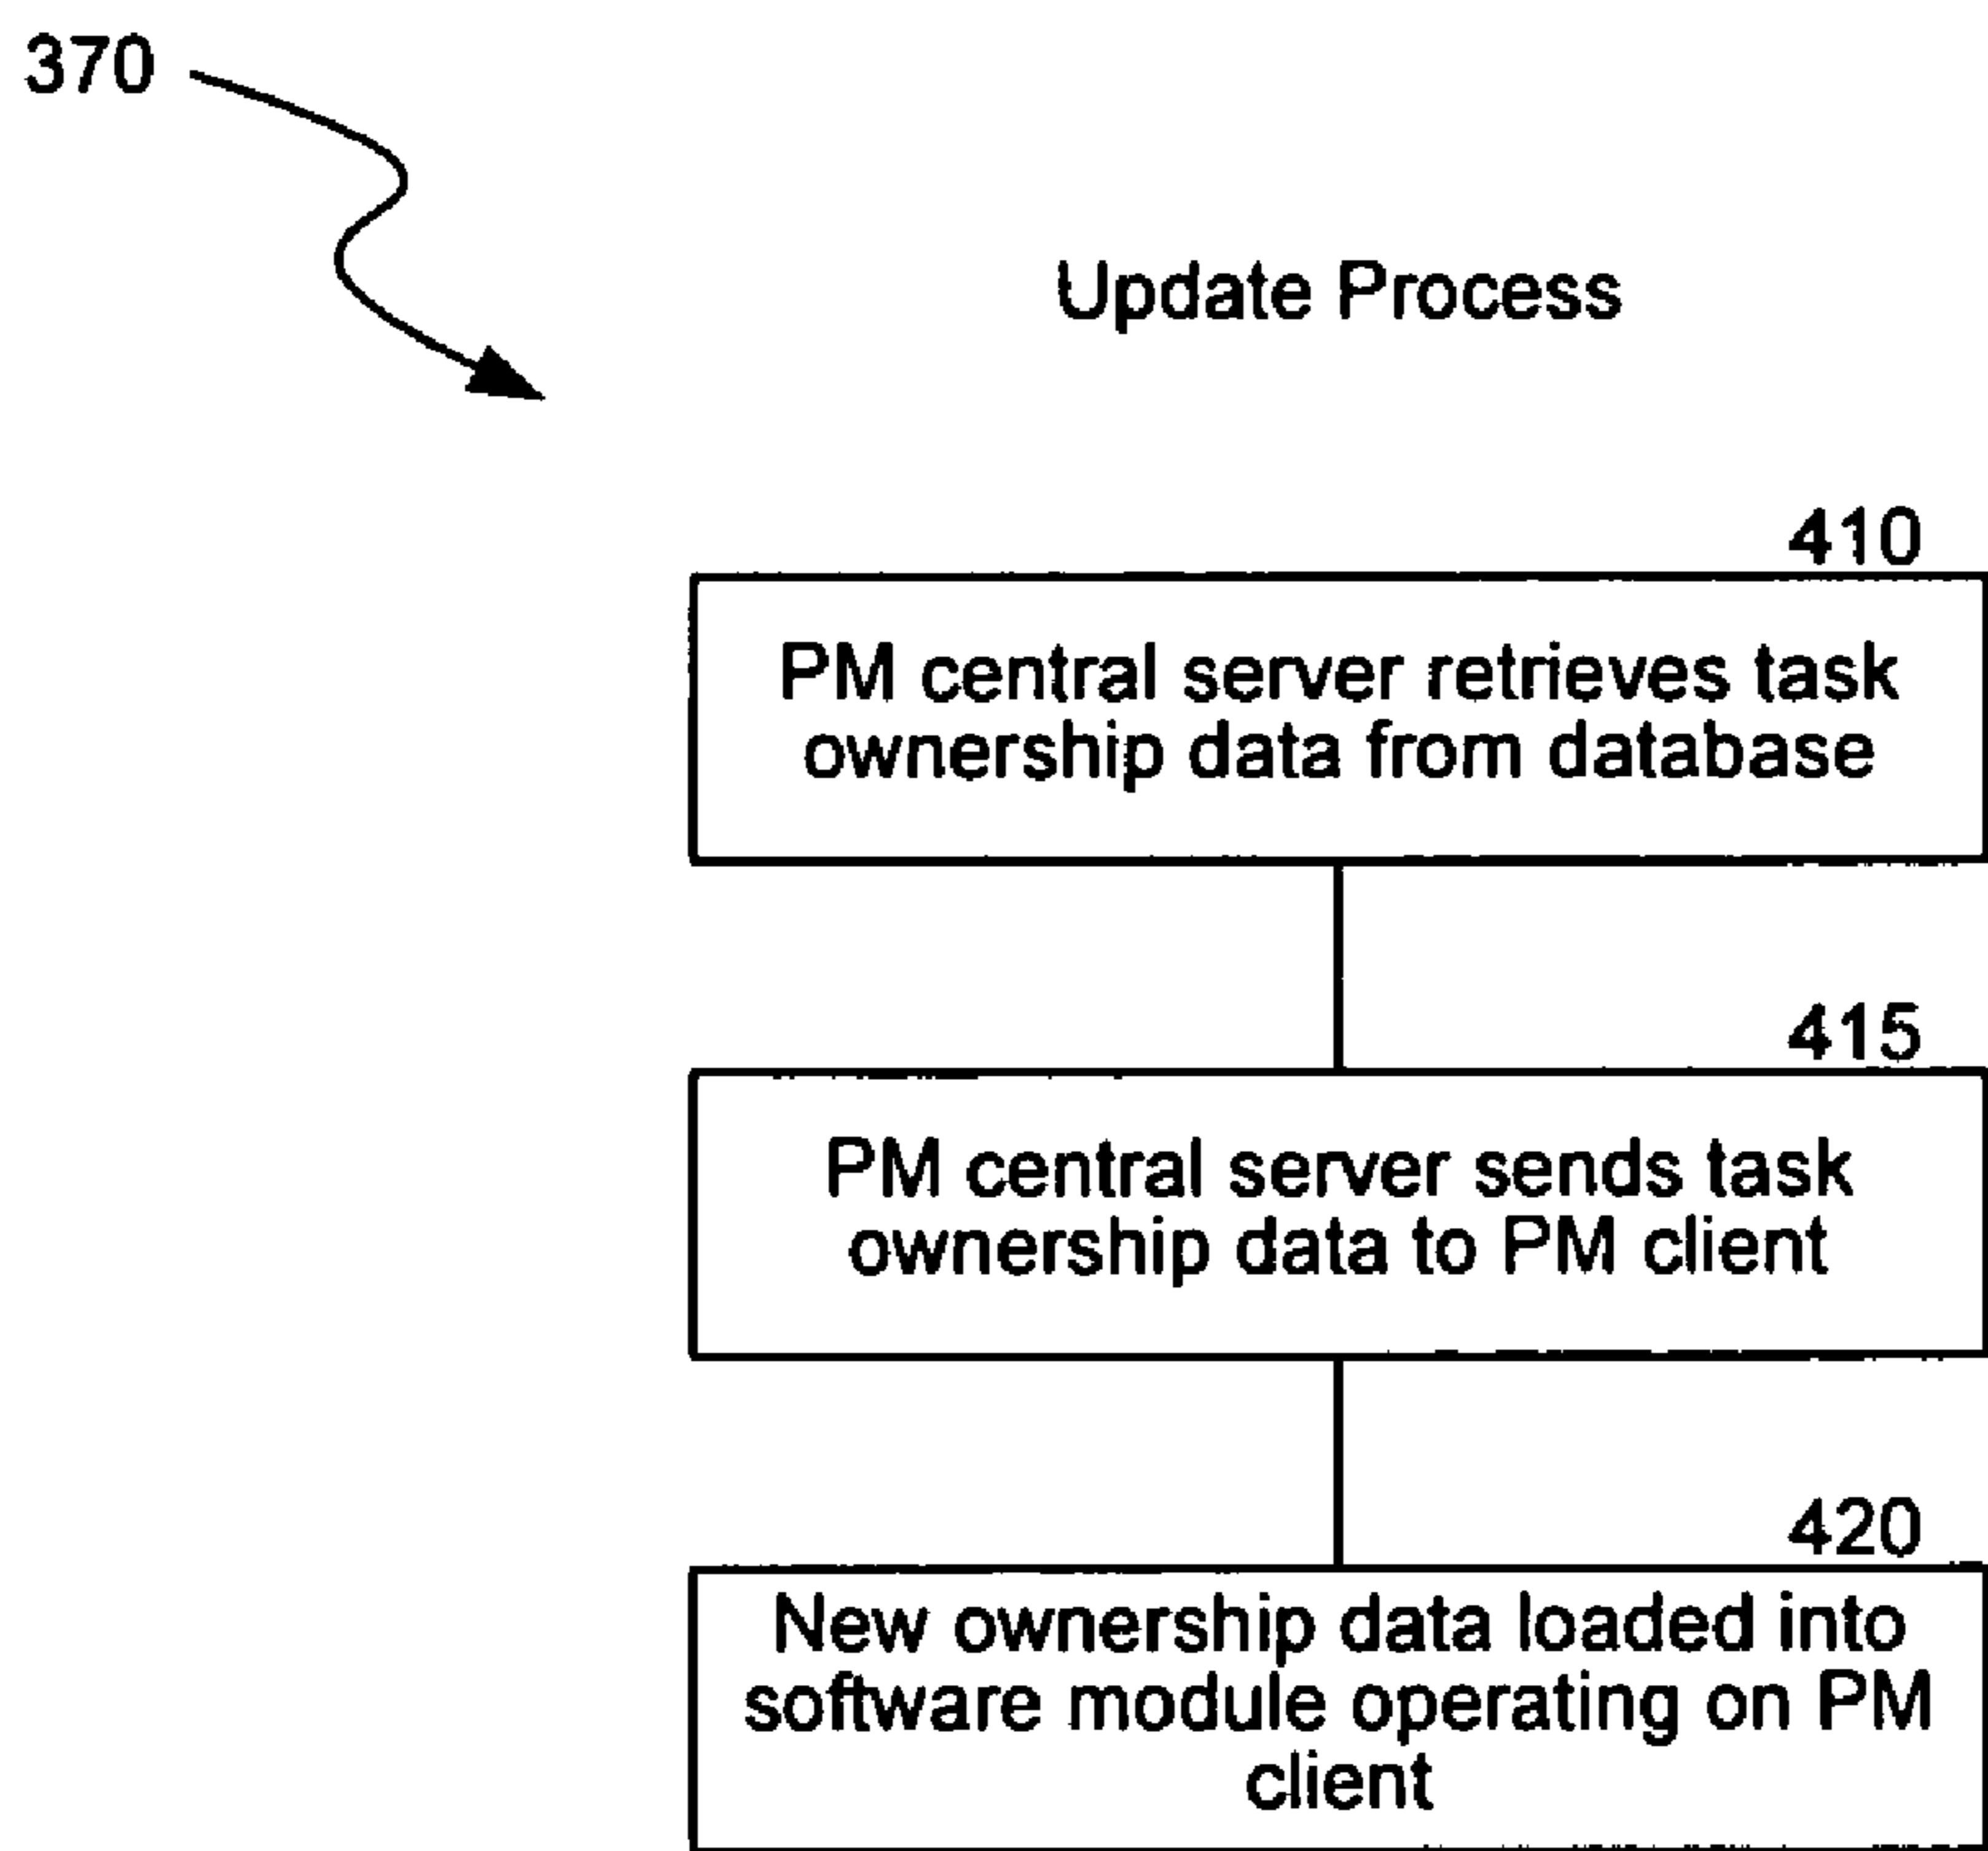 370
Update Process
410
PM central server retrieves task
ownership data from database
415
PM central server sends task
ownership data to PM client
420
New ownership data loaded into
software module operating on PM
client